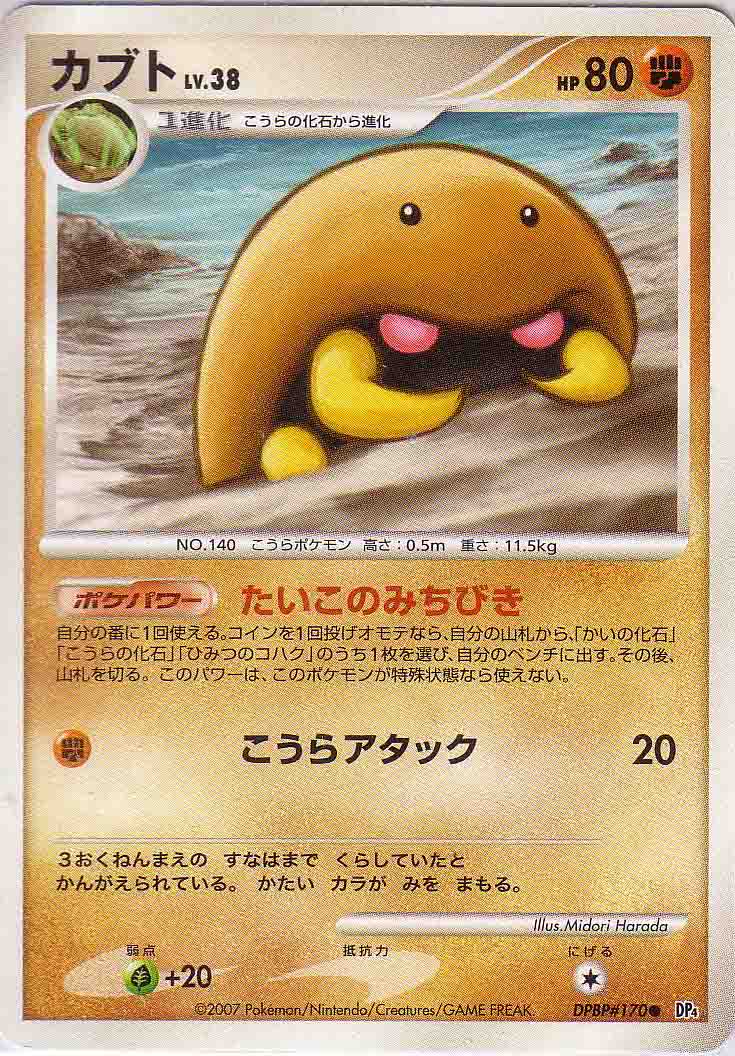 カブト LV.38 HP 80
1進化 こうらの化石から進化
NO.140 こうらポケモン 高さ:0.5m 重さ:11.5kg
ポケパワー たいこのみちびき
自分の番に1回使える。コインを1回投げオモテなら、自分の山札から、「かいの化石」
「こうらの化石」「ひみつのコハク」のうち1枚を選び、自分のベンチに出す。その後、
山札を切る。このパワーは、このポケモンが特殊状態なら使えない。
こうらアタック 20
3おくねんまえの すなはまで くらしていたと
かんがえられている。 かたい カラが みを まもる。
Illus.Midori Harada
弱点 抵抗力 にげる
+20
©2007 Pokémon/Nintendo/Creatures/GAME FREAK. DPBP#170 DP4